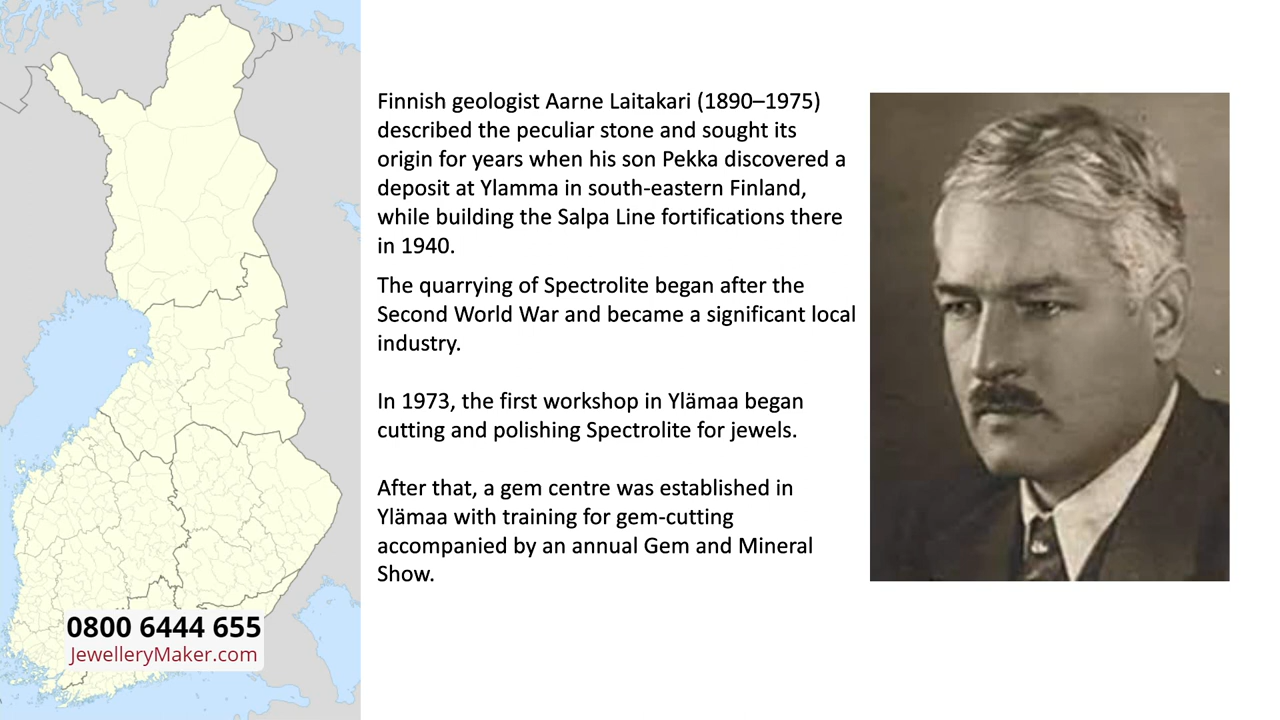 Finnish geologist Aarne Laitakari (1890–1975)
described the peculiar stone and sought its
origin for years when his son Pekka discovered a
deposit at Ylamma in south-eastern Finland,
while building the Salpa Line fortifications there
in 1940.
The quarrying of Spectrolite began after the
Second World War and became a significant local
industry.
In 1973, the first workshop in Ylämaa began
cutting and polishing Spectrolite for jewels.
After that, a gem centre was established in
Ylämaa with training for gem-cutting
accompanied by an annual Gem and Mineral
Show.
0800 6444 655
JewelleryMaker.com